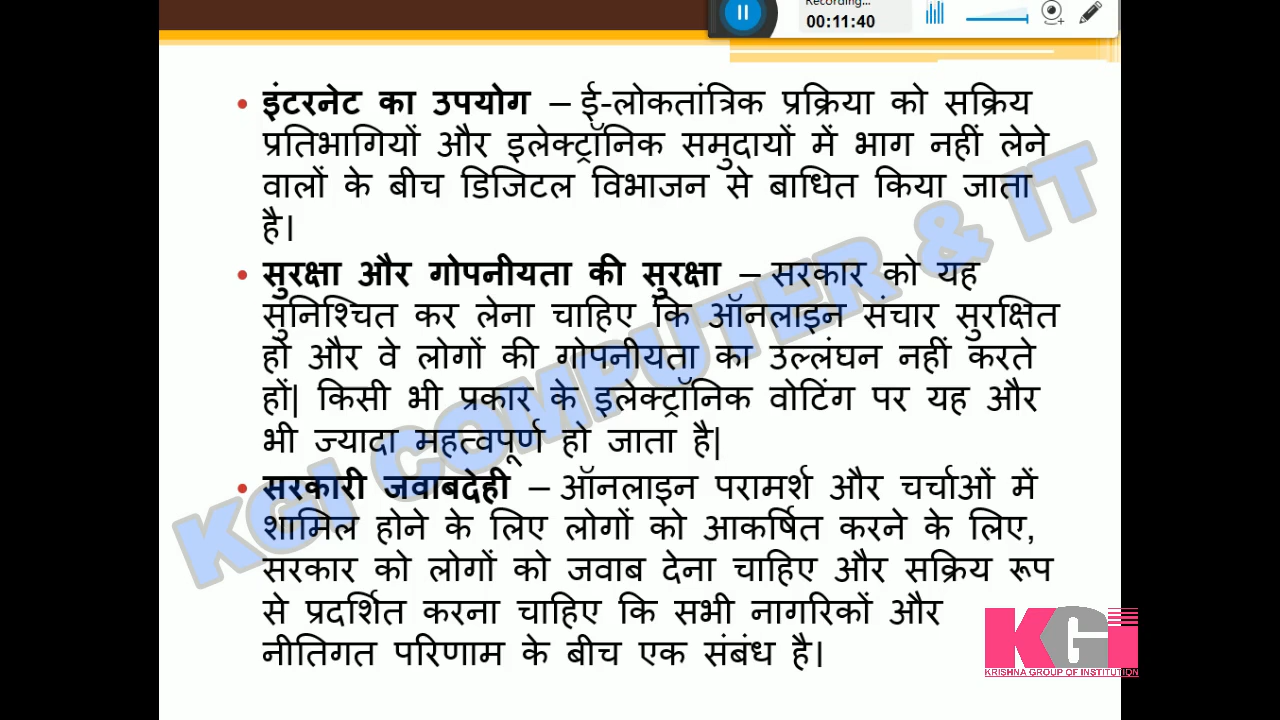 Recording...
00:11:40
• इंटरनेट का उपयोग – ई-लोकतांत्रिक प्रक्रिया को सक्रिय
प्रतिभागियों और इलेक्ट्रॉनिक समुदायों में भाग नहीं लेने
वालों के बीच डिजिटल विभाजन से बाधित किया जाता
है।
• सुरक्षा और गोपनीयता की सुरक्षा – सरकार को यह
सुनिश्चित कर लेना चाहिए कि ऑनलाइन संचार सुरक्षित
हो और वे लोगों की गोपनीयता का उल्लंघन नहीं करते
हों| किसी भी प्रकार के इलेक्ट्रॉनिक वोटिंग पर यह और
भी ज्यादा महत्वपूर्ण हो जाता है|
• सरकारी जवाबदेही – ऑनलाइन परामर्श और चर्चाओं में
शामिल होने के लिए लोगों को आकर्षित करने के लिए,
सरकार को लोगों को जवाब देना चाहिए और सक्रिय रूप
से प्रदर्शित करना चाहिए कि सभी नागरिकों और
नीतिगत परिणाम के बीच एक संबंध है।
KGI COMPUTER & IT
KGI
KRISHNA GROUP OF INSTITUTION